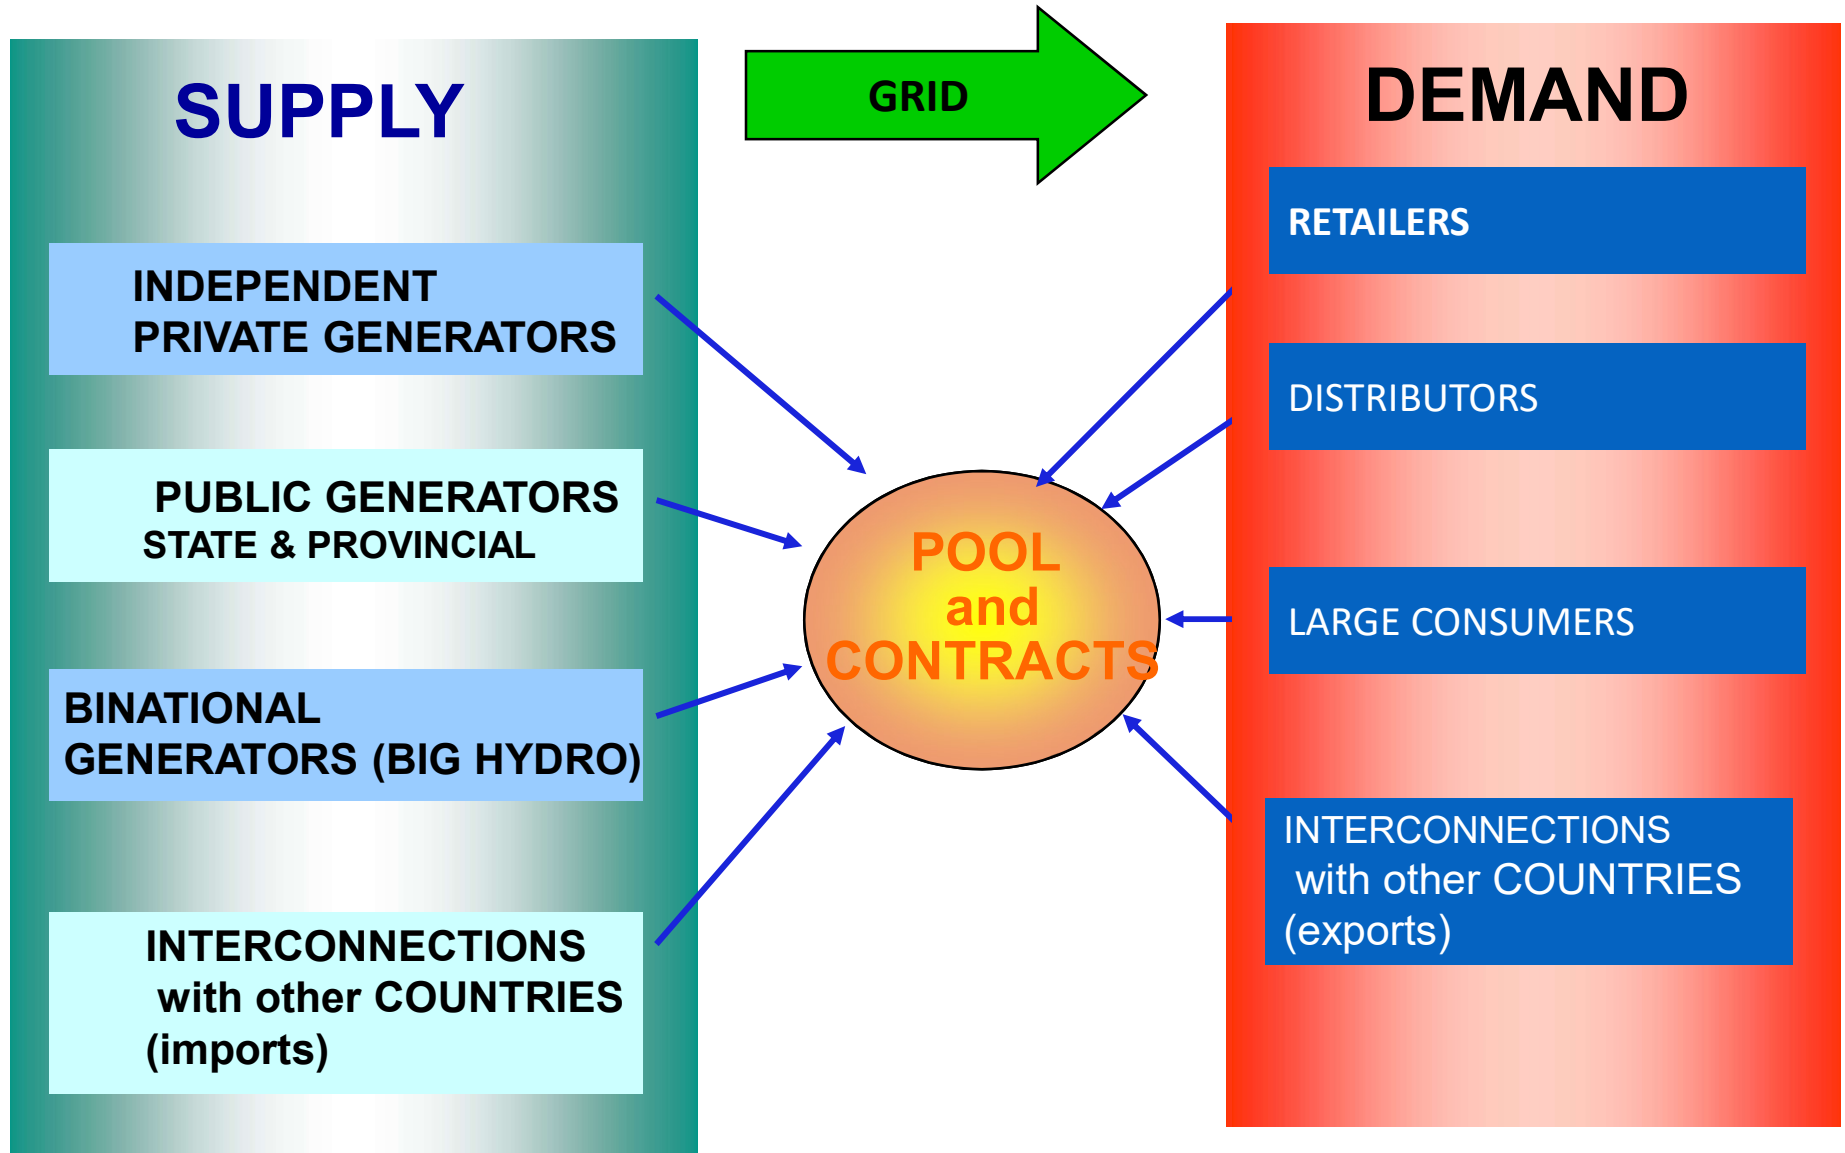 SUPPLY
INDEPENDENT
PRIVATE GENERATORS
PUBLIC GENERATORS
STATE & PROVINCIAL
BINATIONAL
GENERATORS (BIG HYDRO)
INTERCONNECTIONS
with other COUNTRIES
(imports)
GRID
POOL
and
CONTRACTS
DEMAND
RETAILERS
DISTRIBUTORS
LARGE CONSUMERS
INTERCONNECTIONS
with other COUNTRIES
(exports)